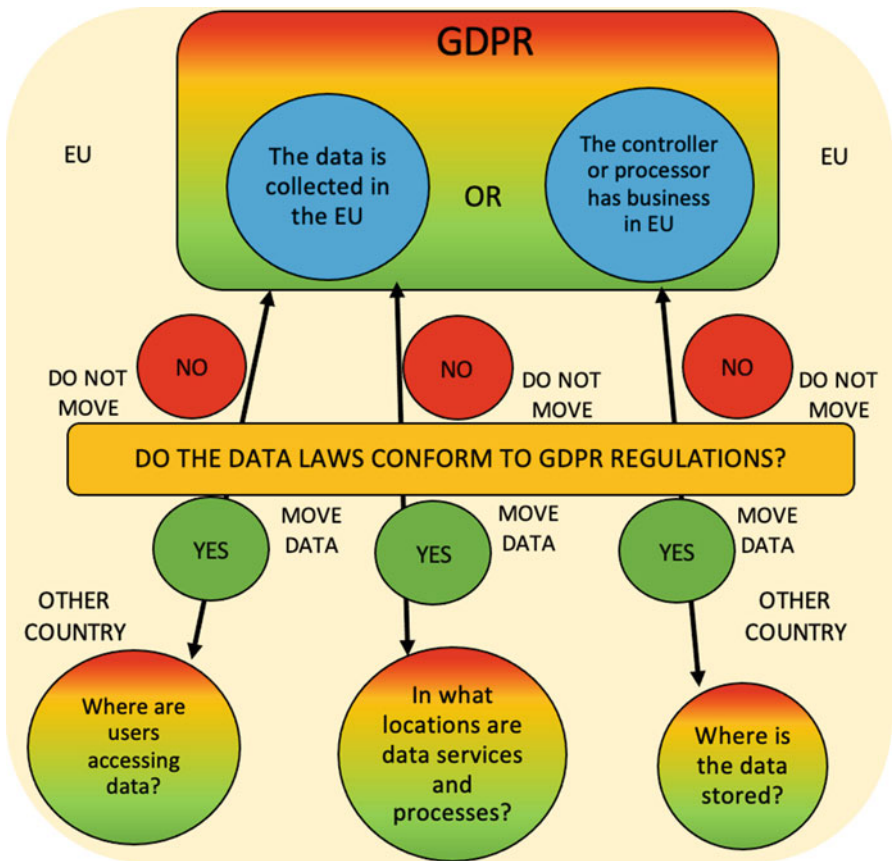 GDPR
EU
The data is
collected in
the EU
OR
The controller
or processor
has business
in EU
EU
NO
DO NOT
MOVE
NO
DO NOT
MOVE
NO
DO NOT
MOVE
DO THE DATA LAWS CONFORM TO GDPR REGULATIONS?
YES
MOVE
DATA
YES
MOVE
DATA
YES
MOVE
DATA
OTHER
COUNTRY
OTHER
COUNTRY
Where are
users
accessing
data?
In what
locations are
data services
and
processes?
Where is
the data
stored?